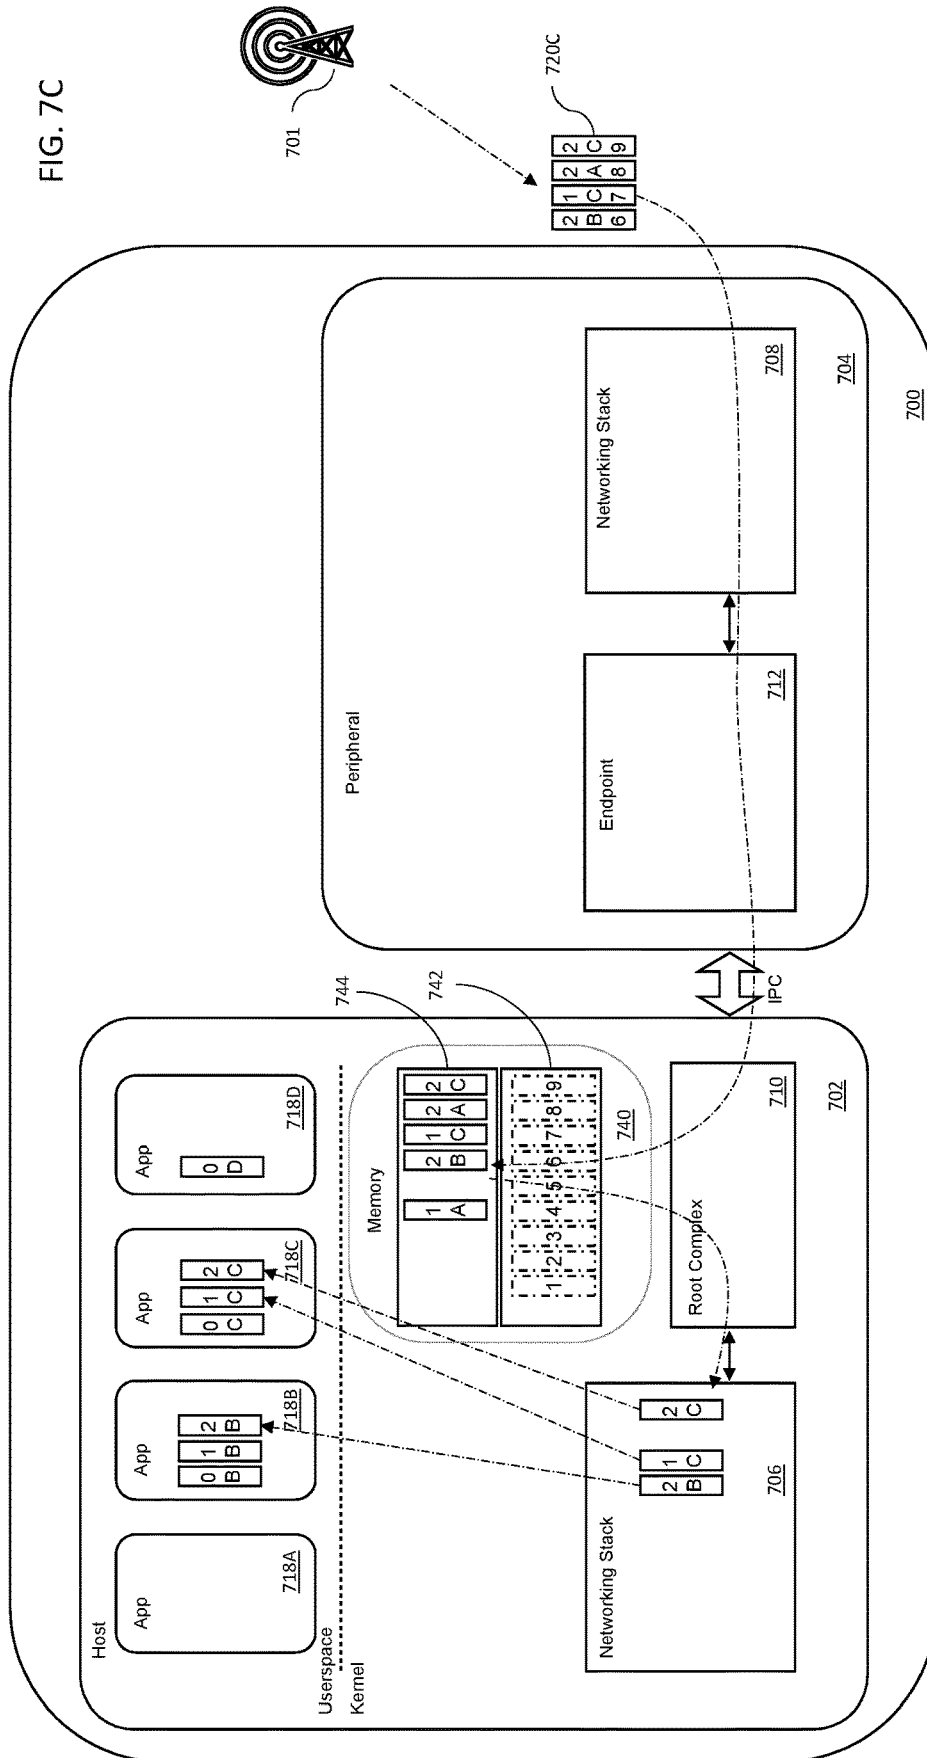 FIG. 7C
701
720C
2 B 6
1 C 7
2 A 8
2 C 9
700
Host
App
718A
App
0 B
1 B
2 B
718B
App
0 C
1 C
2 C
718C
App
0 D
718D
Userspace
Kernel
Memory
1 A
2 B
1 C
2 A
2 C
744
1 2 3 4 5 6 7 8 9
742
740
Networking Stack
2 B
1 C
2 C
706
Root Complex
710
702
IPC
Peripheral
Endpoint
712
Networking Stack
708
704